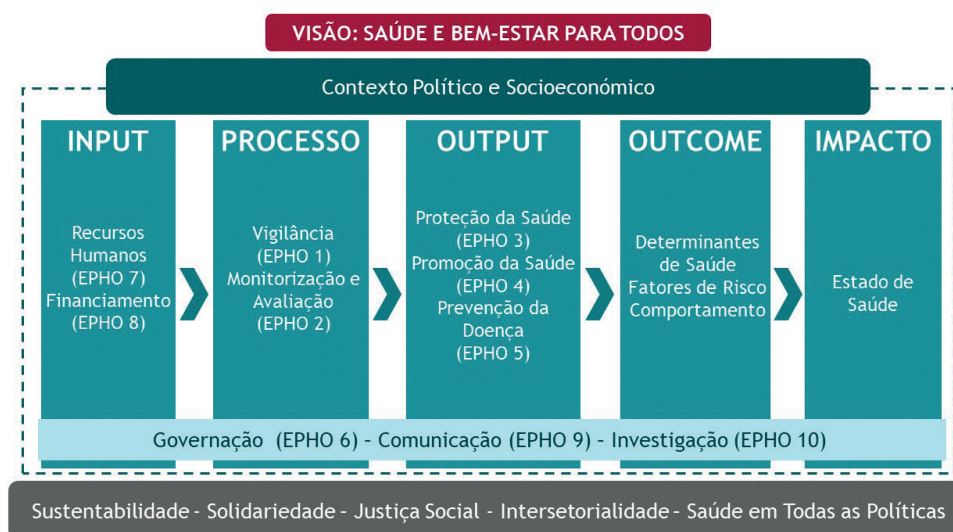 VISÃO: SAÚDE E BEM-ESTAR PARA TODOS
Contexto Político e Socioeconómico
INPUT
Recursos
Humanos
(EPHO 7)
Financiamento
(EPHO 8)
PROCESSO
Vigilância
(EPHO 1)
Monitorização e
Avaliação
(EPHO 2)
OUTPUT
Proteção da Saúde
(EPHO 3)
Promoção da Saúde
(EPHO 4)
Prevenção da
Doença
(EPHO 5)
OUTCOME
Determinantes
de Saúde
Fatores de Risco
Comportamento
IMPACTO
Estado de
Saúde
Governação (EPHO 6) – Comunicação (EPHO 9) – Investigação (EPHO 10)
Sustentabilidade - Solidariedade – Justiça Social - Intersetorialidade – Saúde em Todas as Políticas